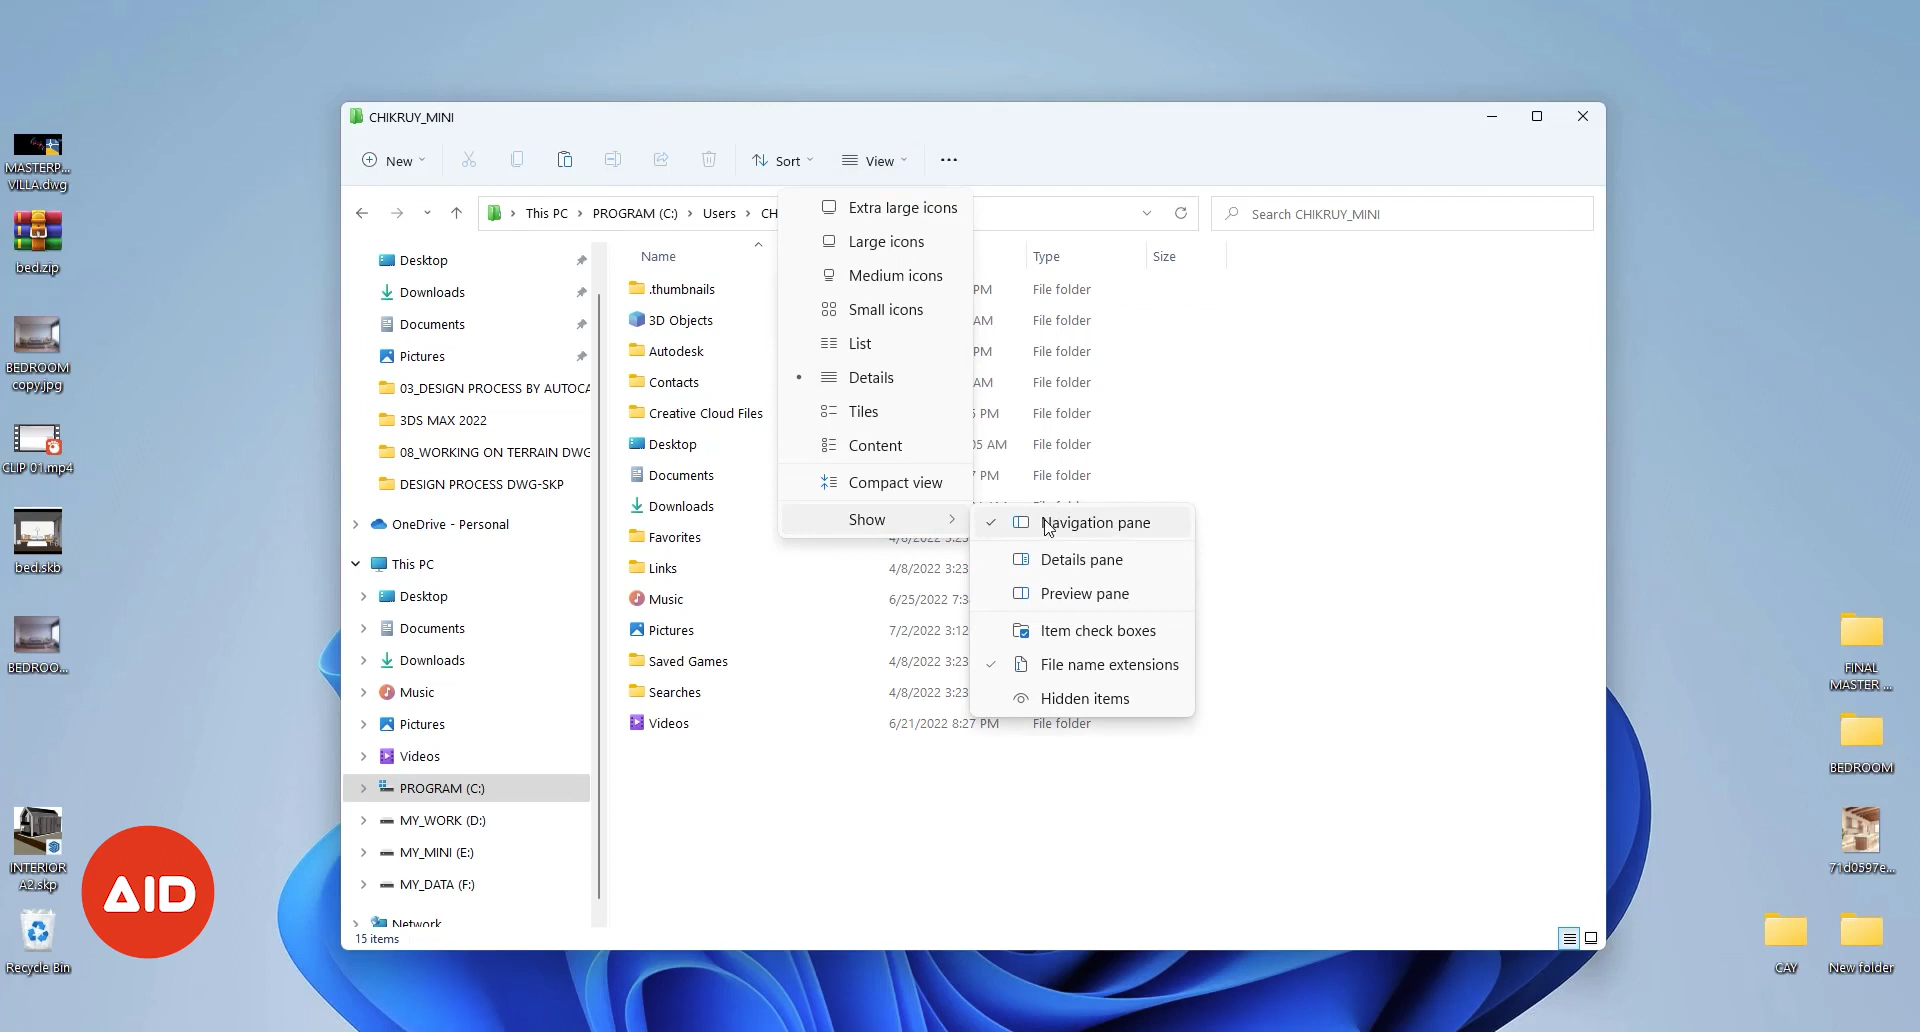 CHIKRUY_MINI
New
Sort
View
This PC
PROGRAM (C:)
Users
CH
Search CHIKRUY_MINI
Name
Type
Size
Desktop
Downloads
Documents
Pictures
03_DESIGN PROCESS BY AUTOCA
3DS MAX 2022
08_WORKING ON TERRAIN DWG
DESIGN PROCESS DWG-SKP
OneDrive - Personal
This PC
Desktop
Documents
Downloads
Music
Pictures
Videos
PROGRAM (C:)
MY_WORK (D:)
MY_MINI (E:)
MY_DATA (F:)
Network
15 items
.thumbnails PM File folder
3D Objects AM File folder
Autodesk PM File folder
Contacts AM File folder
Creative Cloud Files PM File folder
Desktop 05 AM File folder
Documents PM File folder
Downloads
Favorites
Links 4/8/2022 3:23
Music 6/25/2022 7:3
Pictures 7/2/2022 3:12
Saved Games 4/8/2022 3:23
Searches 4/8/2022 3:23
Videos 6/21/2022 8:27 PM File folder
Extra large icons
Large icons
Medium icons
Small icons
List
Details
Tiles
Content
Compact view
Show
Navigation pane
Details pane
Preview pane
Item check boxes
File name extensions
Hidden items
MASTERP...
VILLA.dwg
bed.zip
BEDROOM
copy.jpg
CLIP 01.mp4
bed.skb
BEDROO...
INTERIOR
A2.skp
AID
Recycle Bin
FINAL
MASTER ...
BEDROOM
71d0597e...
CAY
New folder